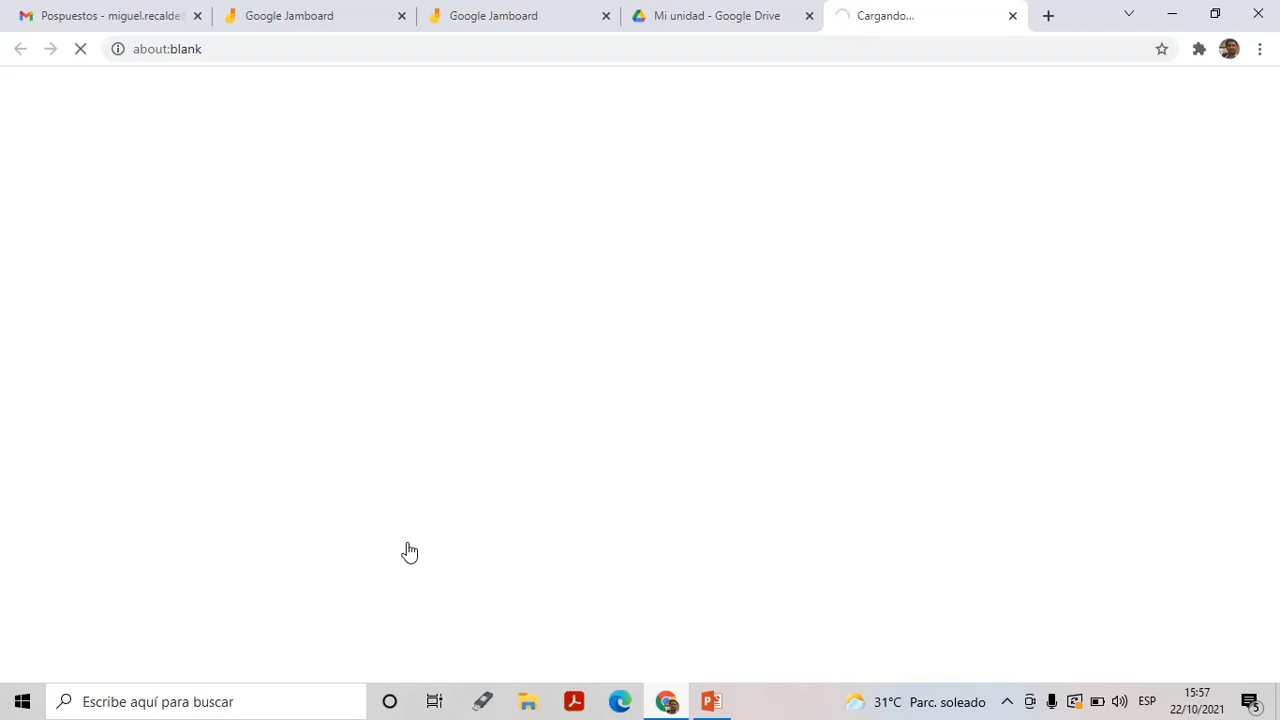 Pospuestos - miguel.recalde
Google Jamboard
Google Jamboard
Mi unidad - Google Drive
Cargando...
about:blank
Escribe aquí para buscar
31°C Parc. soleado
ESP
15:57
22/10/2021
5